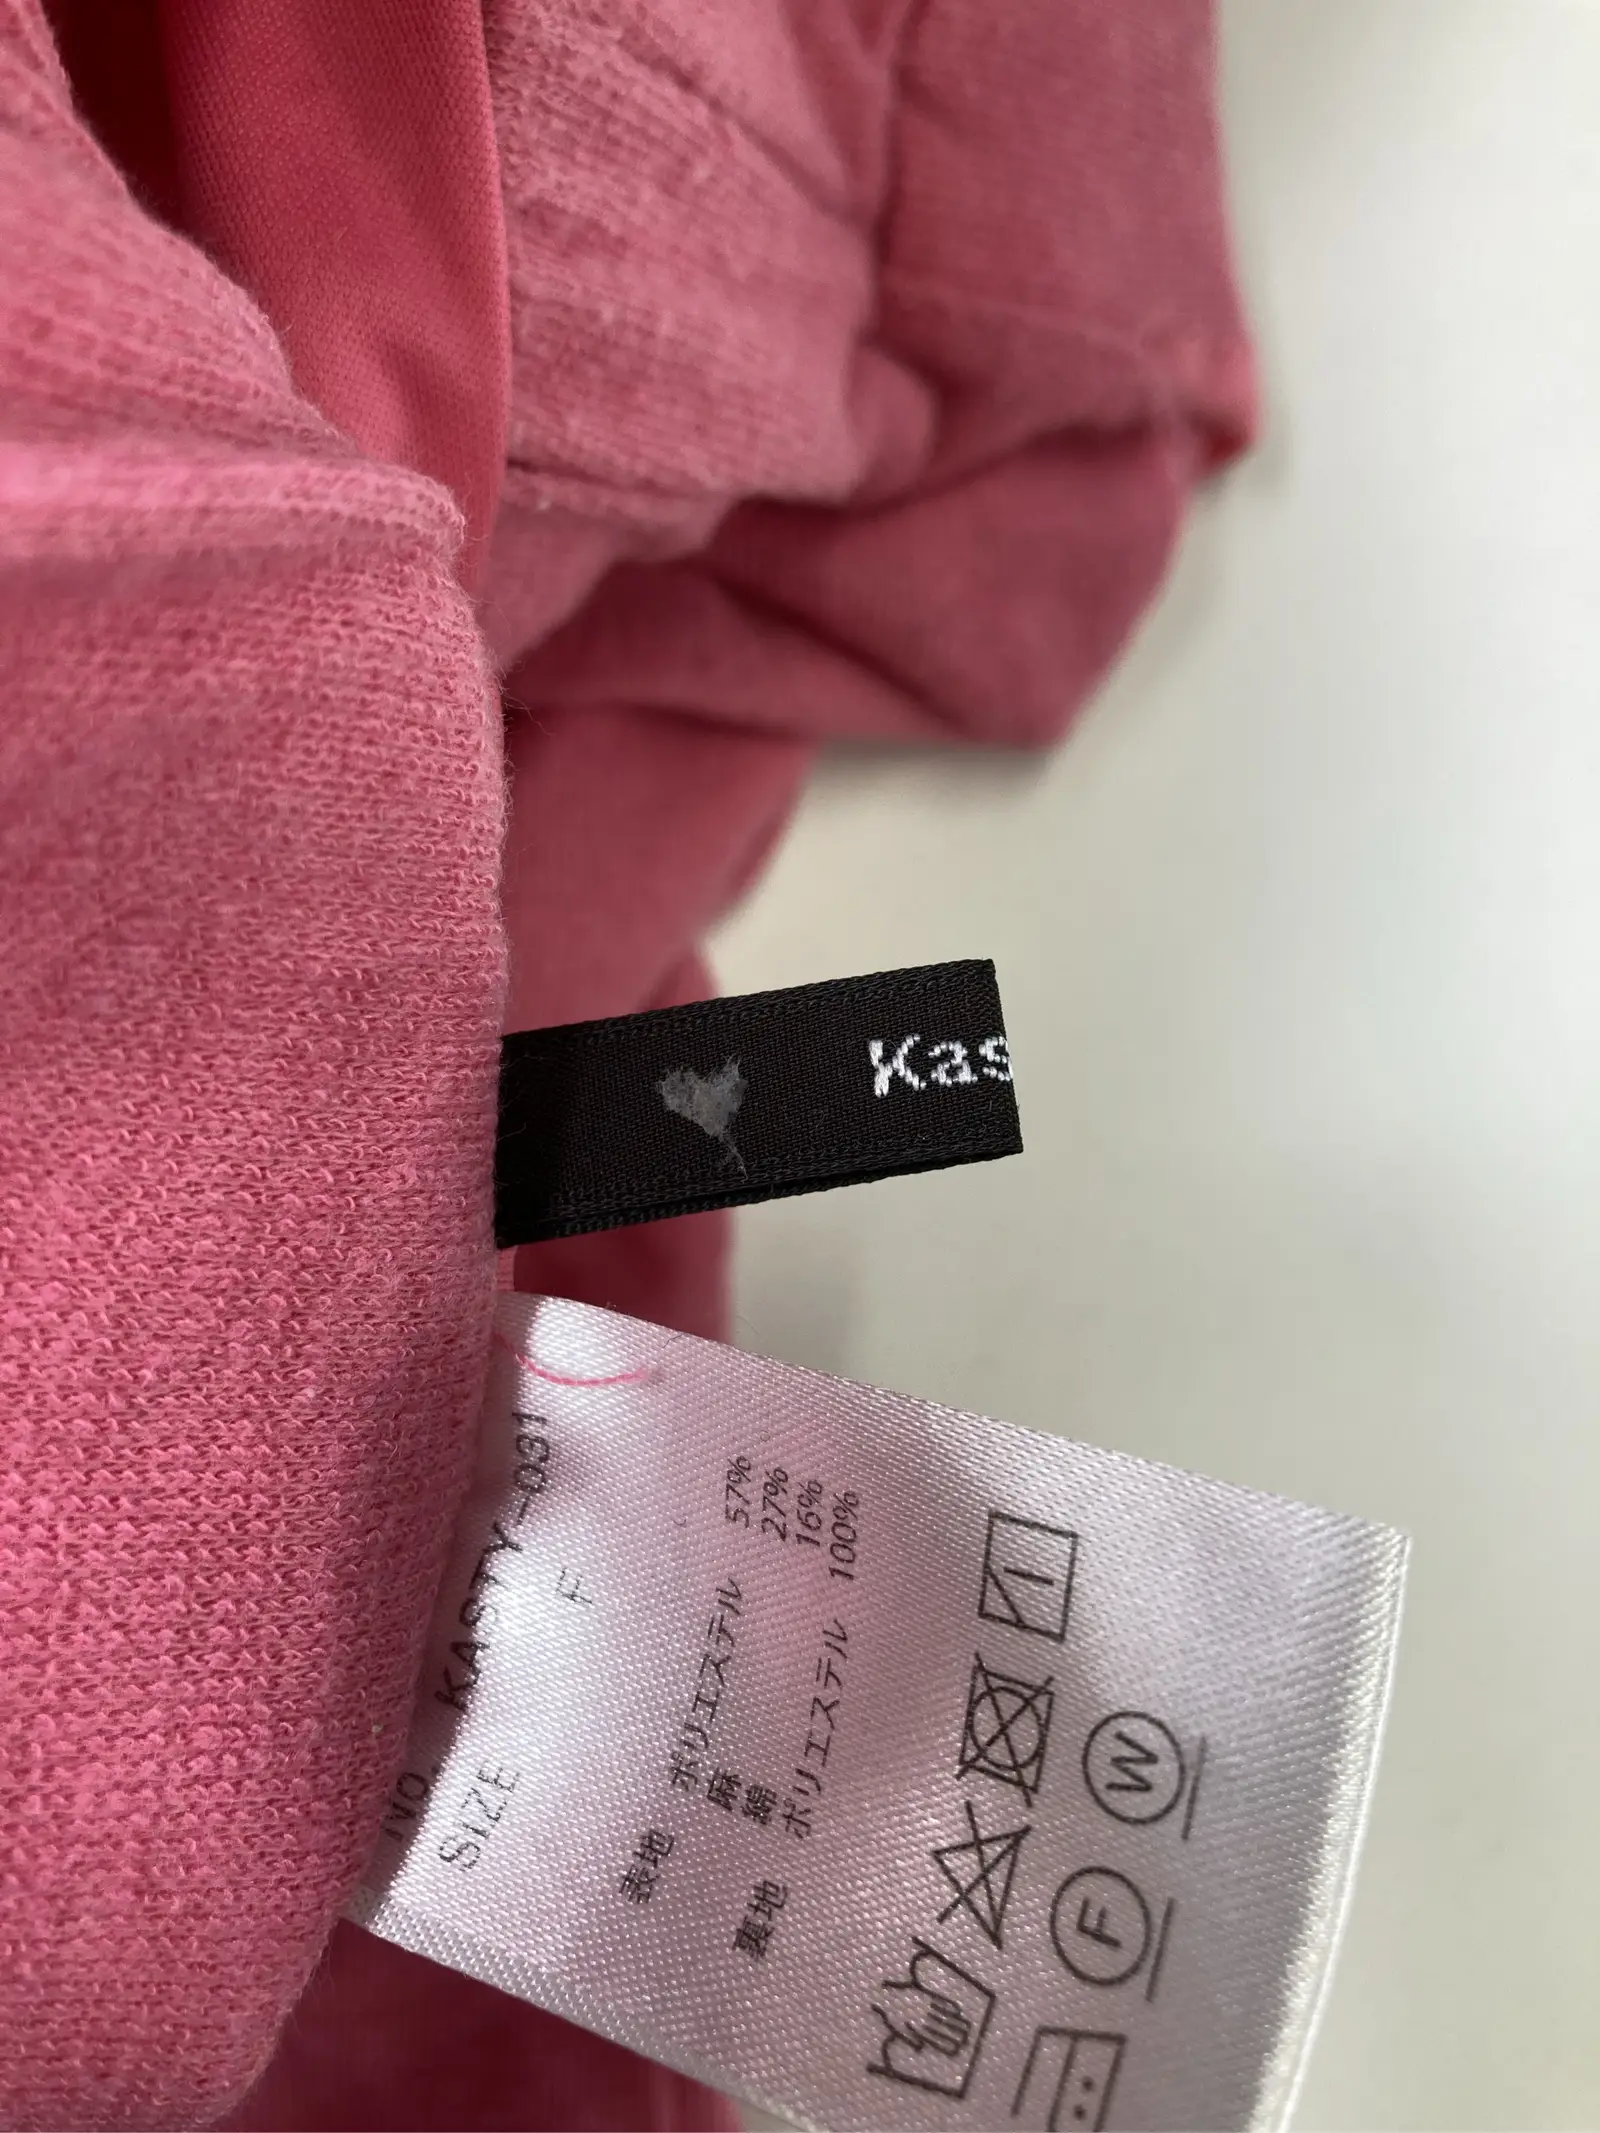 Kas
NO KASTY-031
SIZE F
表地 ポリエステル 57%
麻 27%
綿 16%
裏地 ポリエステル 100%
W
F